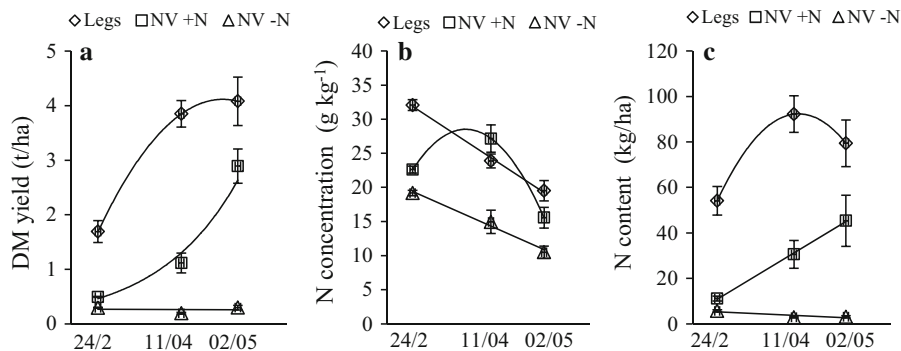 Legs NV +N NV -N
a
DM yield (t/ha)
5
4
3
2
1
0
24/2 11/04 02/05
Legs NV +N NV -N
b
N concentration (g kg-1)
40
35
30
25
20
15
10
5
0
24/2 11/04 02/05
Legs NV +N NV -N
c
N content (kg/ha)
120
100
80
60
40
20
0
24/2 11/04 02/05